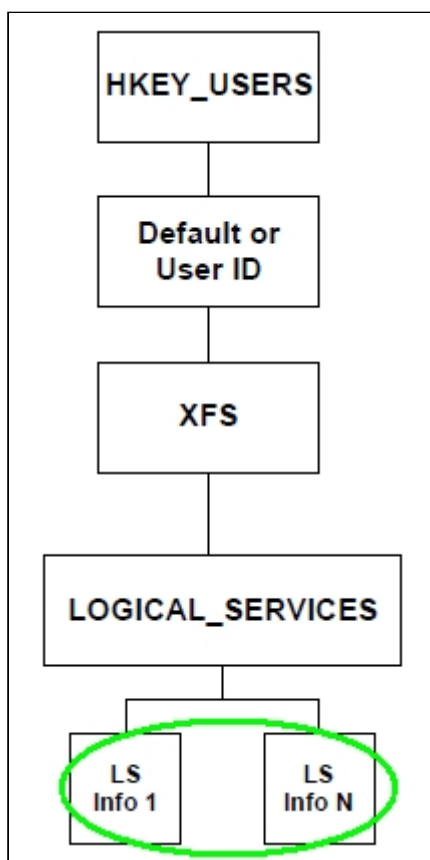 HKEY_USERS
Default or
User ID
XFS
LOGICAL_SERVICES
LS
Info 1
LS
Info N